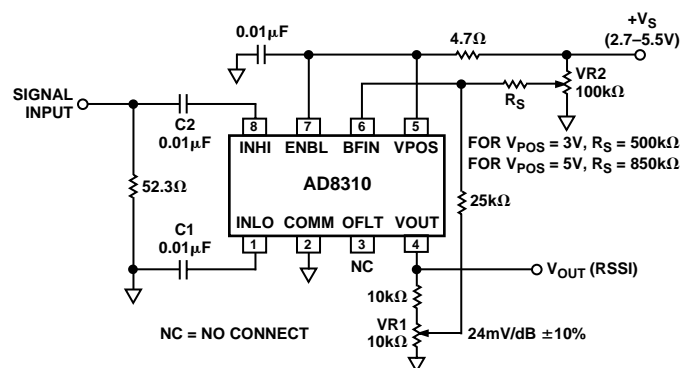 0.01µF
4.7Ω
+VS
(2.7–5.5V)
SIGNAL
INPUT
C2
0.01µF
RS
VR2
100kΩ
8
7
6
5
INHI
ENBL
BFIN
VPOS
FOR VPOS = 3V, RS = 500kΩ
FOR VPOS = 5V, RS = 850kΩ
52.3Ω
AD8310
25kΩ
C1
0.01µF
INLO
COMM
OFLT
VOUT
1
2
3
4
NC
VOUT (RSSI)
10kΩ
VR1
10kΩ
24mV/dB ±10%
NC = NO CONNECT